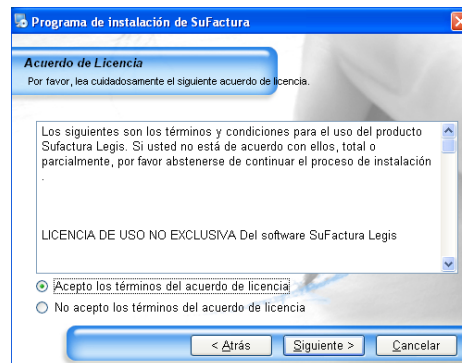 Programa de instalación de SuFactura
Acuerdo de Licencia
Por favor, lea cuidadosamente el siguiente acuerdo de licencia.
Los siguientes son los términos y condiciones para el uso del producto
Sufactura Legis. Si usted no está de acuerdo con ellos, total o
parcialmente, por favor abstenerse de continuar el proceso de instalación
.
LICENCIA DE USO NO EXCLUSIVA Del software SuFactura Legis
Acepto los términos del acuerdo de licencia
No acepto los términos del acuerdo de licencia
< Atrás Siguiente > Cancelar